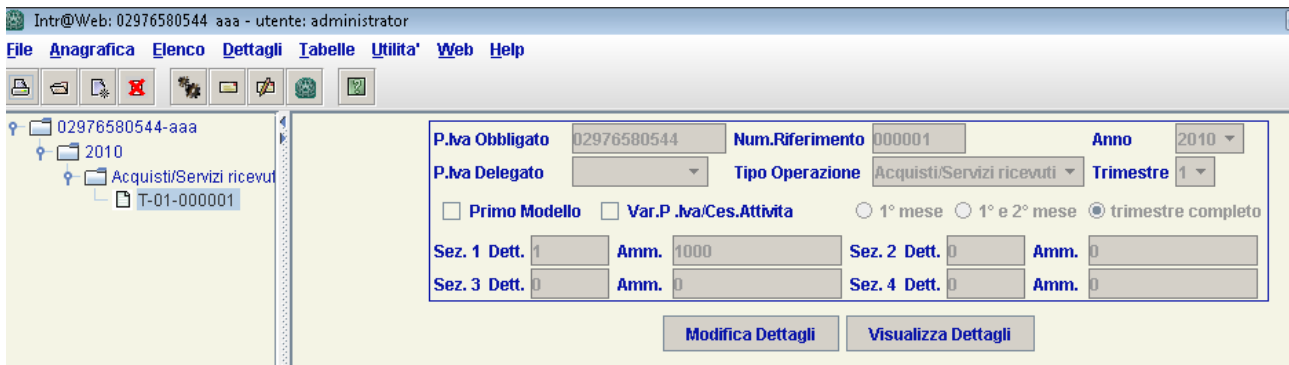 Intr@Web: 02976580544 aaa - utente: administrator
File Anagrafica Elenco Dettagli Tabelle Utilita' Web Help
02976580544-aaa
2010
Acquisti/Servizi ricevut
T-01-000001
P.Iva Obbligato 02976580544 Num.Riferimento 000001 Anno 2010
P.Iva Delegato Tipo Operazione Acquisti/Servizi ricevuti Trimestre 1
Primo Modello Var.P .Iva/Ces.Attivita 1° mese 1° e 2° mese trimestre completo
Sez. 1 Dett. 1 Amm. 1000 Sez. 2 Dett. 0 Amm. 0
Sez. 3 Dett. 0 Amm. 0 Sez. 4 Dett. 0 Amm. 0
Modifica Dettagli Visualizza Dettagli